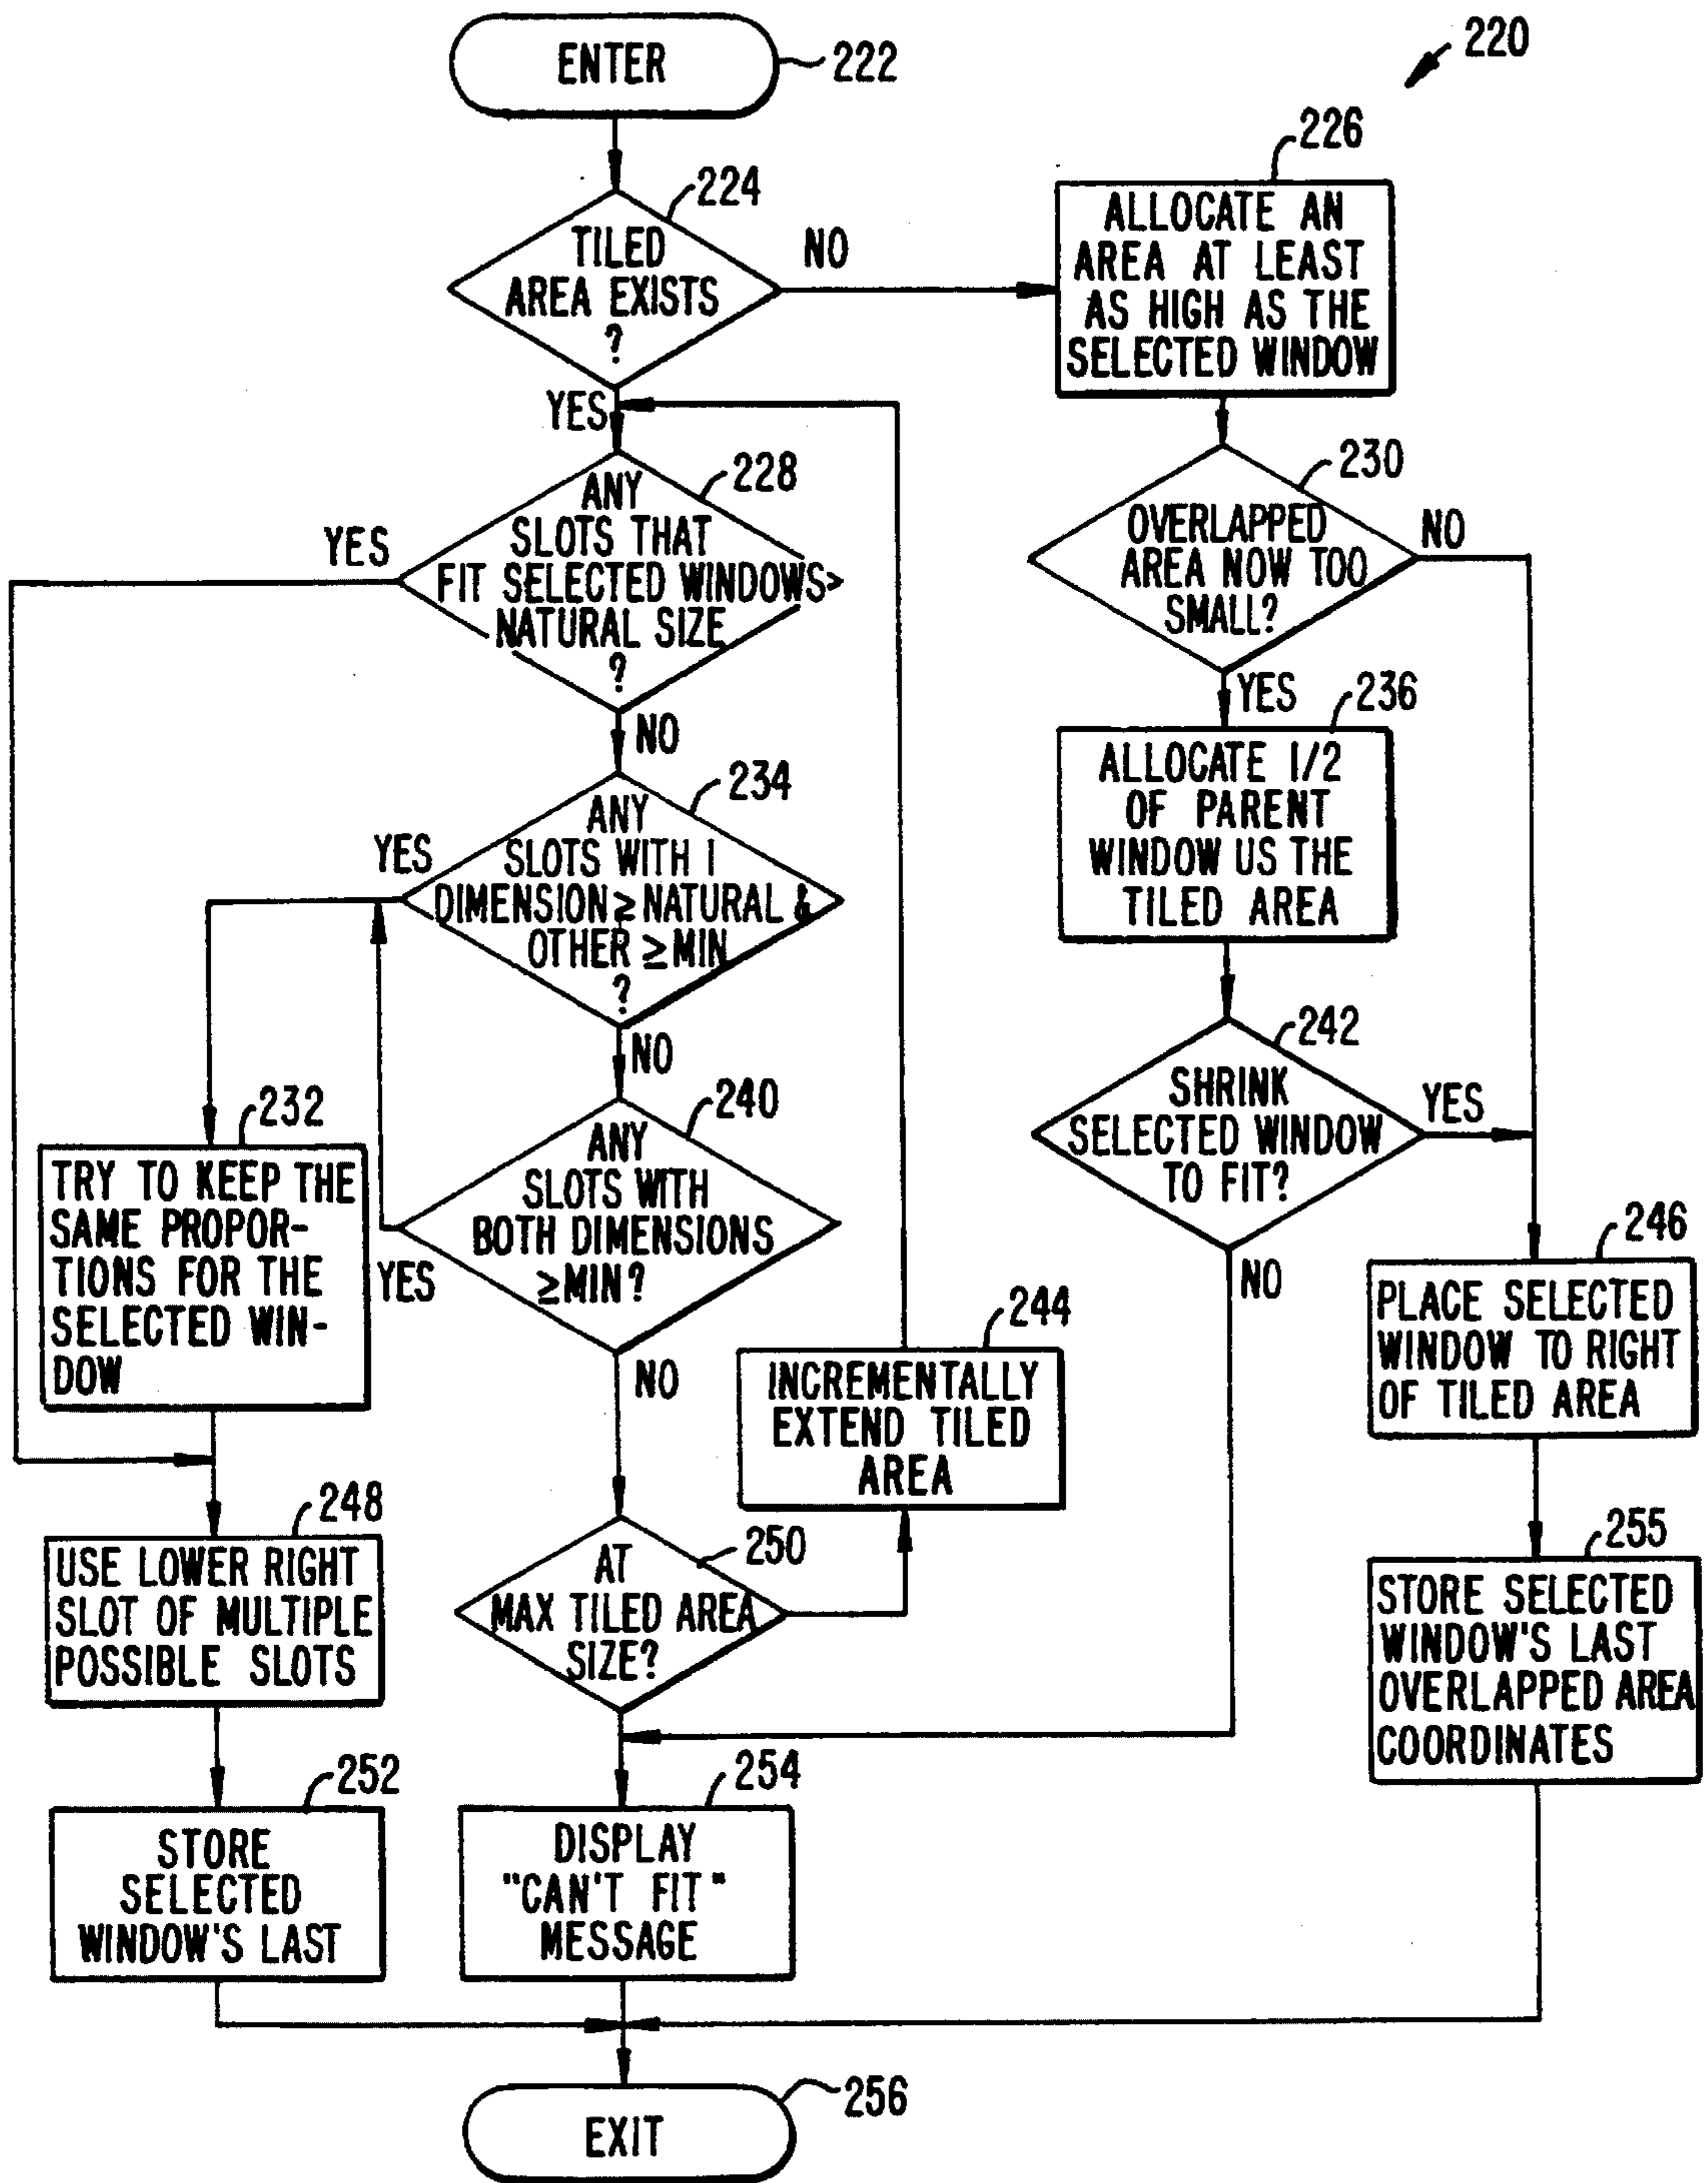 220
ENTER
222
224
TILED
AREA EXISTS
?
NO
YES
226
ALLOCATE AN
AREA AT LEAST
AS HIGH AS THE
SELECTED WINDOW
228
ANY
SLOTS THAT
FIT SELECTED WINDOWS>
NATURAL SIZE
?
YES
NO
230
OVERLAPPED
AREA NOW TOO
SMALL?
NO
YES
234
ANY
SLOTS WITH 1
DIMENSION ≥ NATURAL &
OTHER ≥ MIN
?
YES
NO
236
ALLOCATE 1/2
OF PARENT
WINDOW US THE
TILED AREA
232
TRY TO KEEP THE
SAME PROPOR-
TIONS FOR THE
SELECTED WIN-
DOW
240
ANY
SLOTS WITH
BOTH DIMENSIONS
≥ MIN?
YES
NO
242
SHRINK
SELECTED WINDOW
TO FIT?
YES
NO
244
INCREMENTALLY
EXTEND TILED
AREA
246
PLACE SELECTED
WINDOW TO RIGHT
OF TILED AREA
248
USE LOWER RIGHT
SLOT OF MULTIPLE
POSSIBLE SLOTS
250
AT
MAX TILED AREA
SIZE?
255
STORE SELECTED
WINDOW'S LAST
OVERLAPPED AREA
COORDINATES
252
STORE
SELECTED
WINDOW'S LAST
254
DISPLAY
"CAN'T FIT"
MESSAGE
EXIT
256